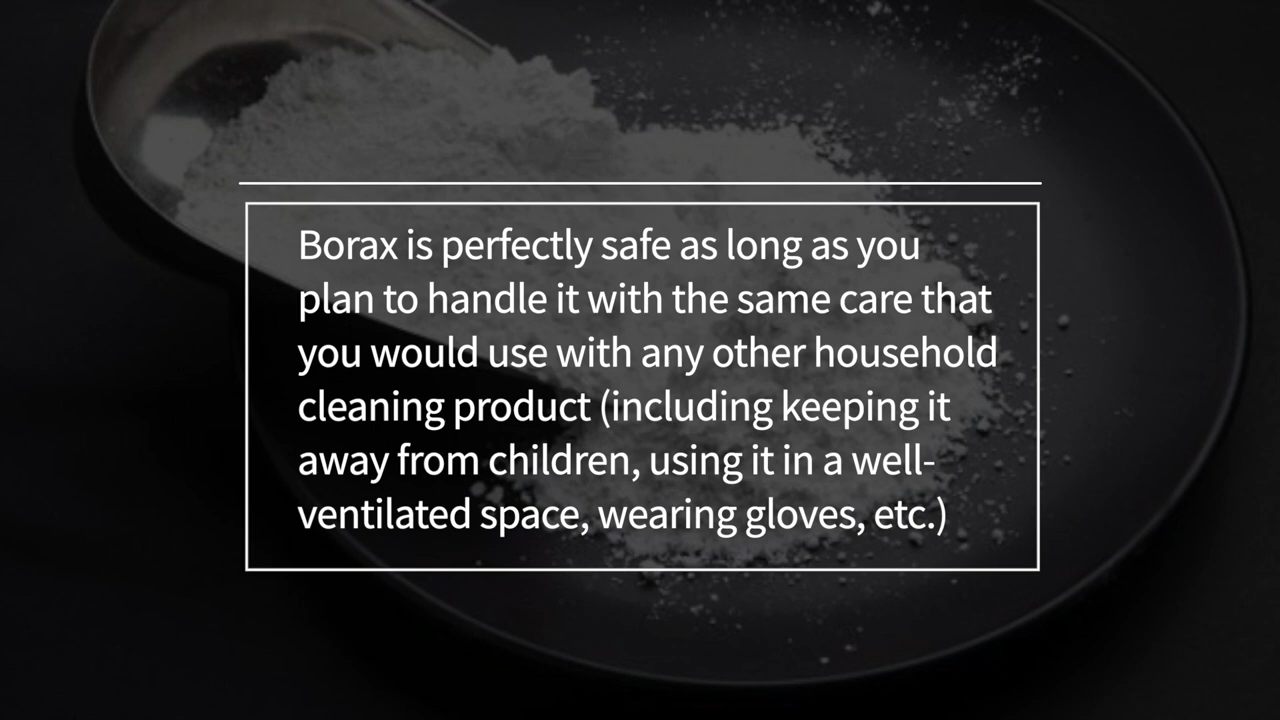 Borax is perfectly safe as long as you
plan to handle it with the same care that
you would use with any other household
cleaning product (including keeping it
away from children, using it in a well-
ventilated space, wearing gloves, etc.)